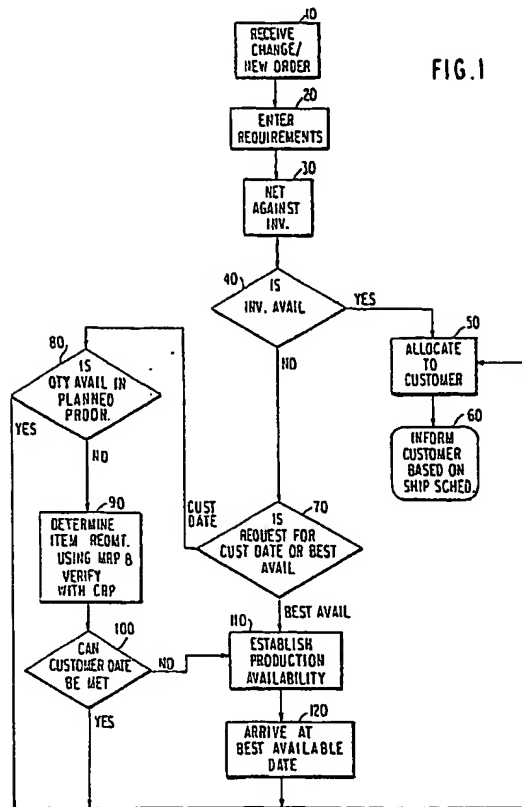 FIG.1
10
RECEIVE
CHANGE/
NEW ORDER
20
ENTER
REQUIREMENTS
30
NET
AGAINST
INV.
40
IS
INV. AVAIL
YES
NO
50
ALLOCATE
TO
CUSTOMER
60
INFORM
CUSTOMER
BASED ON
SHIP SCHED.
70
IS
REQUEST FOR
CUST DATE OR BEST
AVAIL
CUST
DATE
BEST AVAIL
80
IS
QTY AVAIL IN
PLANNED
PRODN.
YES
NO
90
DETERMINE
ITEM REQMT.
USING MRP &
VERIFY
WITH CRP
100
CAN
CUSTOMER DATE
BE MET
NO
YES
110
ESTABLISH
PRODUCTION
AVAILABILITY
120
ARRIVE AT
BEST AVAILABLE
DATE